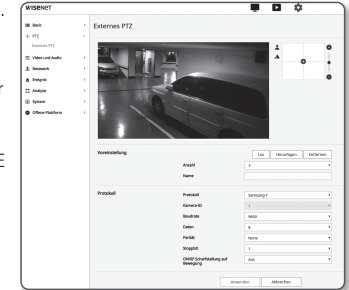 WISENET
Basic
PTZ
Externes PTZ
Video und Audio
Netzwerk
Ereignis
Analyse
System
Offene Plattform
Externes PTZ
Voreinstellung
Los Hinzufügen Entfernen
Anzahl 1:
Name
Protokoll
Protokoll Samsung-T
Kamera-ID 1
Baudrate 9600
Daten 8
Parität None
Stoppbit 1
ONVIF Scharfstellung auf Bewegung Aus
Anwenden Abbrechen
r
E